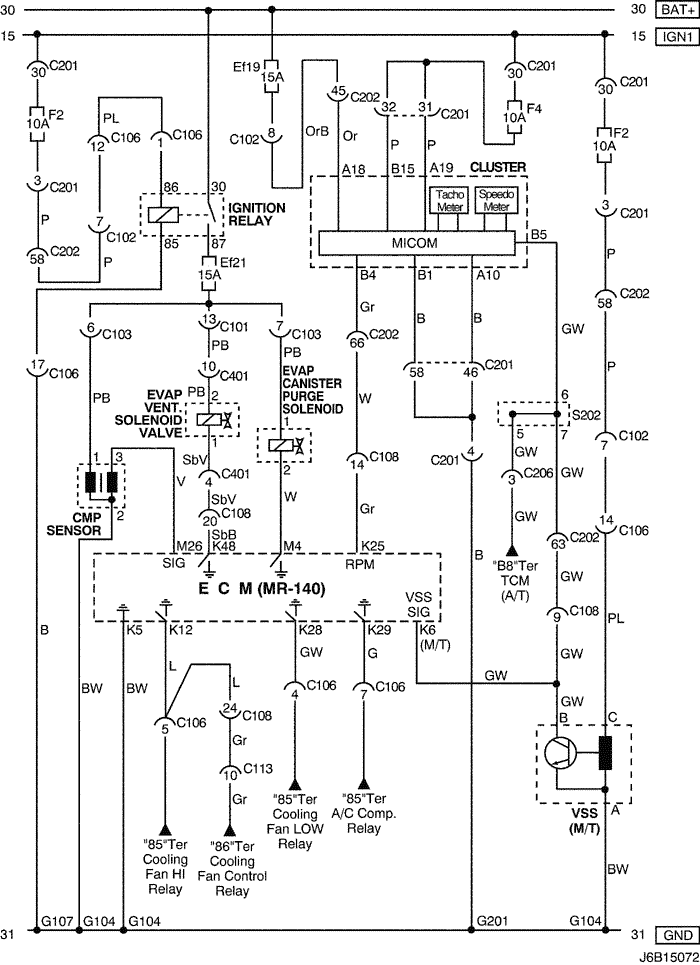 30 30 BAT+
15 15 IGN1
30 C201
F2
10A
3 C201
P
58 C202
P
PL
12 C106
7 C102
1 C106
86 30
IGNITION
RELAY
85 87
Ef21
15A
Ef19
15A
8
C102
OrB
45
C202
Or
32 31
C201
P P
30 C201
F4
10A
30
C201
F2
10A
3
C201
P
58
C202
P
A18 B15 A19 CLUSTER
Tacho
Meter
Speedo
Meter
MICOM
B5
B4 B1 A10
Gr B B
GW
6 C103
13 C101
7 C103
PB
10 C401
PB
66 C202
W
58 46 C201
17 C106
PB
EVAP
VENT.
SOLENOID
VALVE
PB 2
1
EVAP
CANISTER
PURGE
SOLENOID
1
2
SbV
4 C401
SbV
20 C108
SbB
W
14 C108
Gr
C201 4
B
6
S202
5 7
GW
C206
3
GW
"B8"Ter
TCM
(A/T)
GW
63 C202
GW
9 C108
GW
7 C102
14
C106
PL
1 3
CMP
SENSOR
2
V
M26 K48 M4 K25
SIG RPM
E C M (MR-140)
VSS
SIG
K5 K12 K28 K29 K6
(M/T)
B
BW
BW
L
L
5 C106
24 C108
Gr
10 C113
Gr
GW
4 C106
G
7 C106
GW
GW
B C
A
VSS
(M/T)
BW
"85"Ter
Cooling
Fan HI
Relay
"86"Ter
Cooling
Fan Control
Relay
"85"Ter
Cooling
Fan LOW
Relay
"85"Ter
A/C Comp.
Relay
31 G107 G104 G104 G201 G104 31 GND
J6B15072